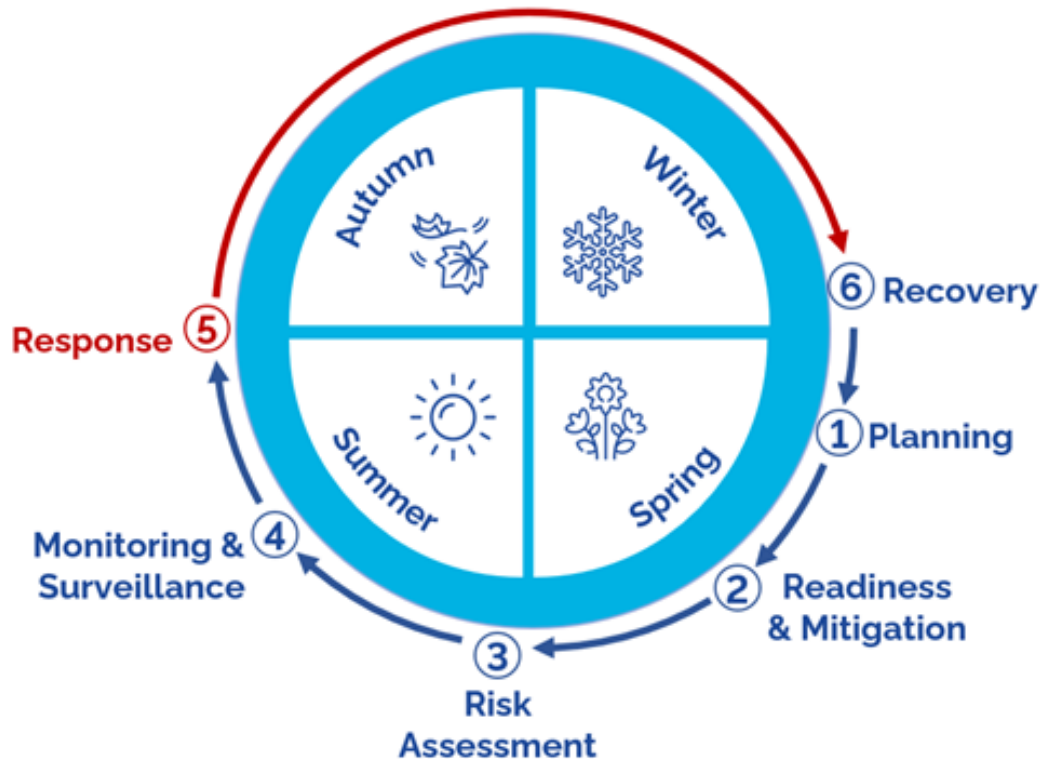 Autumn
Winter
Summer
Spring
6 Recovery
1 Planning
2 Readiness
& Mitigation
3
Risk
Assessment
4 Monitoring &
Surveillance
Response 5